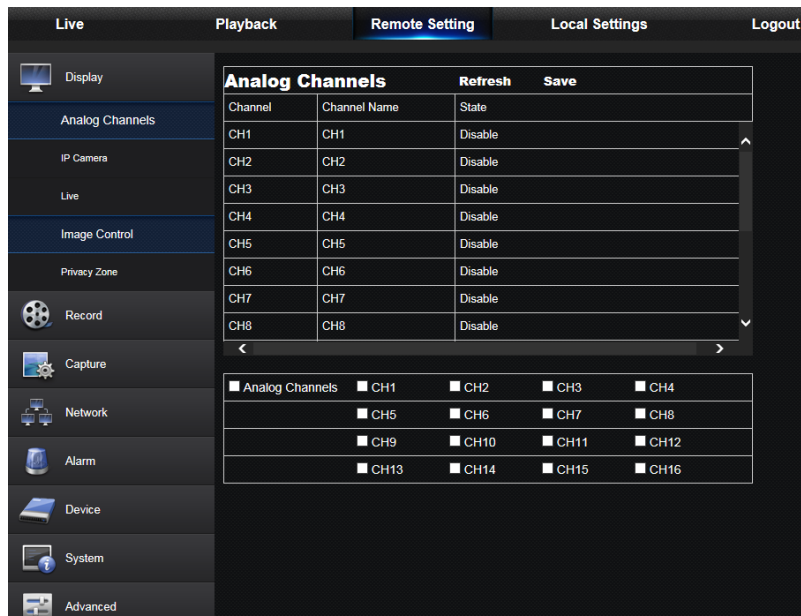 Live Playback Remote Setting Local Settings Logout
Display
Analog Channels
IP Camera
Live
Image Control
Privacy Zone
Record
Capture
Network
Alarm
Device
System
Advanced
Analog Channels Refresh Save
Channel Channel Name State
CH1 CH1 Disable
CH2 CH2 Disable
CH3 CH3 Disable
CH4 CH4 Disable
CH5 CH5 Disable
CH6 CH6 Disable
CH7 CH7 Disable
CH8 CH8 Disable
Analog Channels CH1 CH2 CH3 CH4
CH5 CH6 CH7 CH8
CH9 CH10 CH11 CH12
CH13 CH14 CH15 CH16